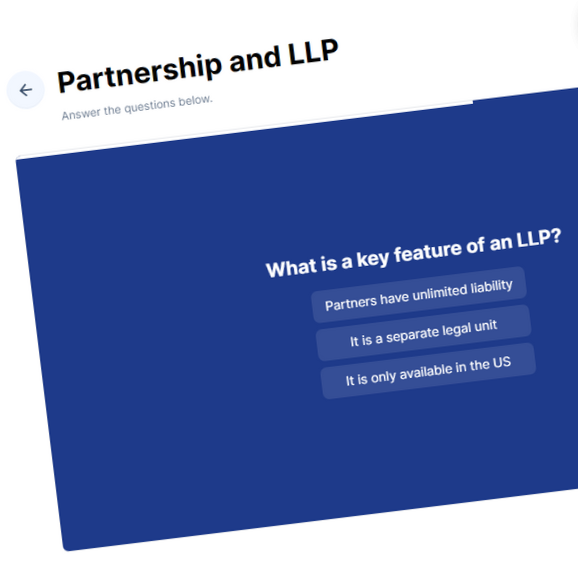 Partnership and LLP
Answer the questions below.
What is a key feature of an LLP?
Partners have unlimited liability
It is a separate legal unit
It is only available in the US